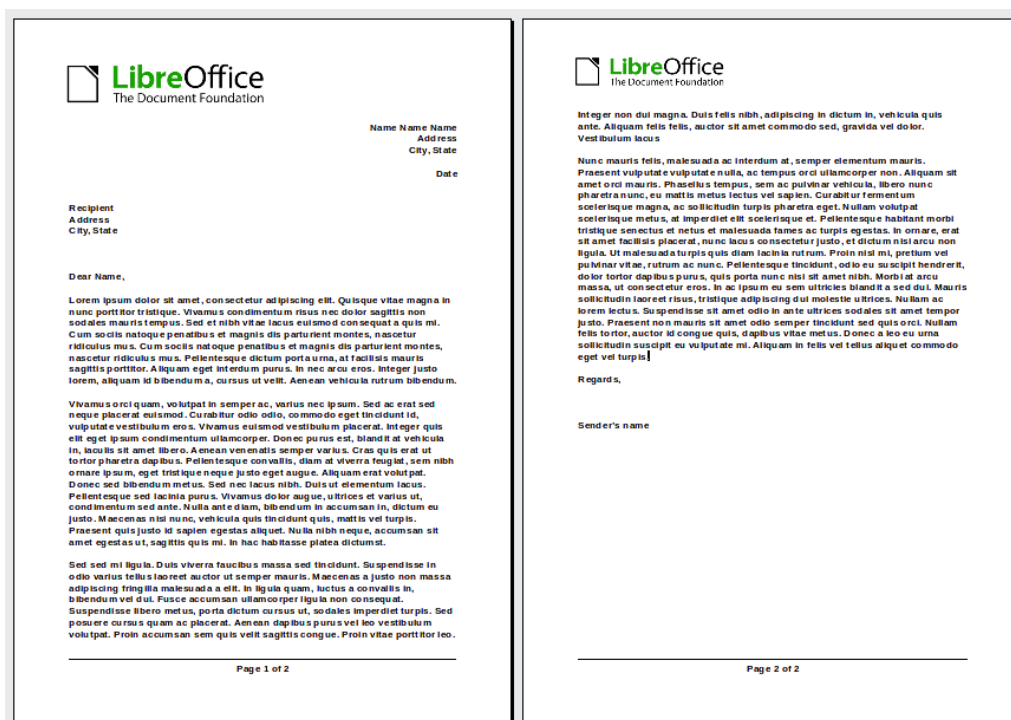 LibreOffice
The Document Foundation
Name Name Name
Address
City, State
Date
Recipient
Address
City, State
Dear Name,
Lorem ipsum dolor sit amet, consectetur adipiscing elit. Quisque vitae magna in
nunc porttitor tristique. Vivamus condimentum risus nec dolor sagittis non
sodales mauris tempus. Sed et nibh vitae lacus euismod consequat a quis mi.
Cum sociis natoque penatibus et magnis dis parturient montes, nascetur
ridiculus mus. Cum sociis natoque penatibus et magnis dis parturient montes,
nascetur ridiculus mus. Pellentesque dictum porta urna, at facilisis mauris
sagittis porttitor. Aliquam eget interdum purus. In nec arcu eros. Integer justo
lorem, aliquam id bibendum a, cursus ut velit. Aenean vehicula rutrum bibendum.
Vivamus orci quam, volutpat in semper ac, varius nec ipsum. Sed ac erat sed
neque placerat euismod. Curabitur odio odio, commodo eget tincidunt id,
vulputate vestibulum eros. Vivamus euismod vestibulum placerat. Integer quis
elit eget ipsum condimentum ullamcorper. Donec purus est, blandit at vehicula
in, iaculis sit amet libero. Aenean venenatis semper varius. Cras quis erat ut
tortor pharetra dapibus. Pellentesque convallis, diam at viverra feugiat, sem nibh
ornare ipsum, eget tristique neque justo eget augue. Aliquam erat volutpat.
Donec sed bibendum metus. Sed nec lacus nibh. Duis ut elementum lacus.
Pellentesque sed lacinia purus. Vivamus dolor augue, ultrices et varius ut,
condimentum sed ante. Nulla ante diam, bibendum in accumsan in, dictum eu
justo. Maecenas nisi nunc, vehicula quis tincidunt quis, mattis vel turpis.
Praesent quis justo id sapien egestas aliquet. Nulla nibh neque, accumsan sit
amet egestas ut, sagittis quis mi. In hac habitasse platea dictumst.
Sed sed mi ligula. Duis viverra faucibus massa sed tincidunt. Suspendisse in
odio varius tellus laoreet auctor ut semper mauris. Maecenas a justo non massa
adipiscing fringilla malesuada a elit. In ligula quam, luctus a convallis in,
bibendum vel dui. Fusce accumsan ullamcorper ligula non consequat.
Suspendisse libero metus, porta dictum cursus ut, sodales imperdiet turpis. Sed
posuere cursus quam ac placerat. Aenean dapibus purus vel leo vestibulum
volutpat. Proin accumsan sem quis velit sagittis congue. Proin vitae porttitor leo.
Page 1 of 2
LibreOffice
The Document Foundation
Integer non dui magna. Duis felis nibh, adipiscing in dictum in, vehicula quis
ante. Aliquam felis felis, auctor sit amet commodo sed, gravida vel dolor.
Vestibulum lacus
Nunc mauris felis, malesuada ac interdum at, semper elementum mauris.
Praesent vulputate vulputate nulla, ac tempus orci ullamcorper non. Aliquam sit
amet orci mauris. Phasellus tempus, sem ac pulvinar vehicula, libero nunc
pharetra nunc, eu mattis metus lectus vel sapien. Curabitur fermentum
scelerisque magna, ac sollicitudin turpis pharetra eget. Nullam volutpat
scelerisque metus, at imperdiet elit scelerisque et. Pellentesque habitant morbi
tristique senectus et netus et malesuada fames ac turpis egestas. In ornare, erat
sit amet facilisis placerat, nunc lacus consectetur justo, et dictum nisi arcu non
ligula. Ut malesuada turpis quis diam lacinia rutrum. Proin nisl mi, pretium vel
pulvinar vitae, rutrum ac nunc. Pellentesque tincidunt, odio eu suscipit hendrerit,
dolor tortor dapibus purus, quis porta nunc nisi sit amet nibh. Morbi at arcu
massa, ut consectetur eros. In ac ipsum eu sem ultricies blandit a sed dui. Mauris
sollicitudin laoreet risus, tristique adipiscing dui molestie ultrices. Nullam ac
lorem lectus. Suspendisse sit amet odio in ante ultrices sodales sit amet tempor
justo. Praesent non mauris sit amet odio semper tincidunt sed quis orci. Nullam
felis tortor, auctor id congue quis, dapibus vitae metus. Donec a leo eu urna
sollicitudin suscipit eu vulputate mi. Aliquam in felis vel tellus aliquet commodo
eget vel turpis
Regards,
Sender's name
Page 2 of 2